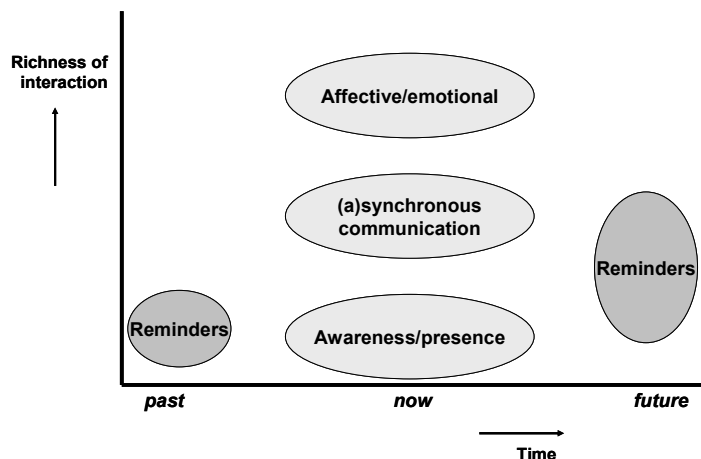 Richness of
interaction
Affective/emotional
(a)synchronous
communication
Reminders
Reminders
Awareness/presence
past
now
future
Time